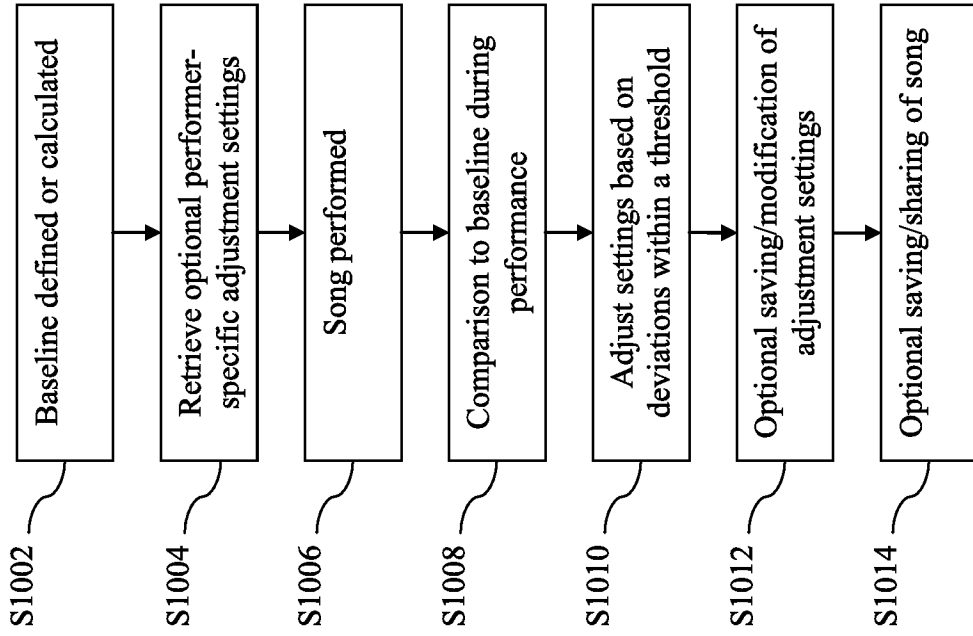 S1002
Baseline defined or calculated
S1004
Retrieve optional performer-
specific adjustment settings
S1006
Song performed
S1008
Comparison to baseline during
performance
S1010
Adjust settings based on
deviations within a threshold
S1012
Optional saving/modification of
adjustment settings
S1014
Optional saving/sharing of song